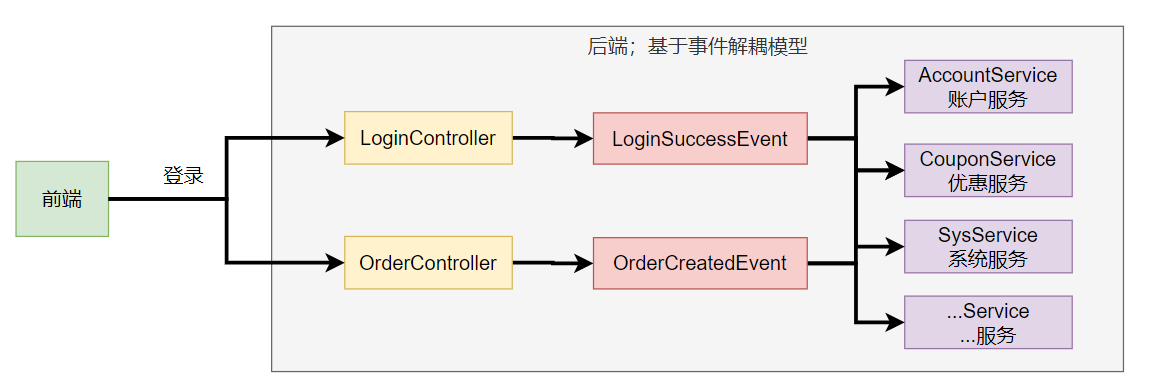 后端；基于事件解耦模型
前端
登录
LoginController
LoginSuccessEvent
OrderController
OrderCreatedEvent
AccountService
账户服务
CouponService
优惠服务
SysService
系统服务
...Service
...服务